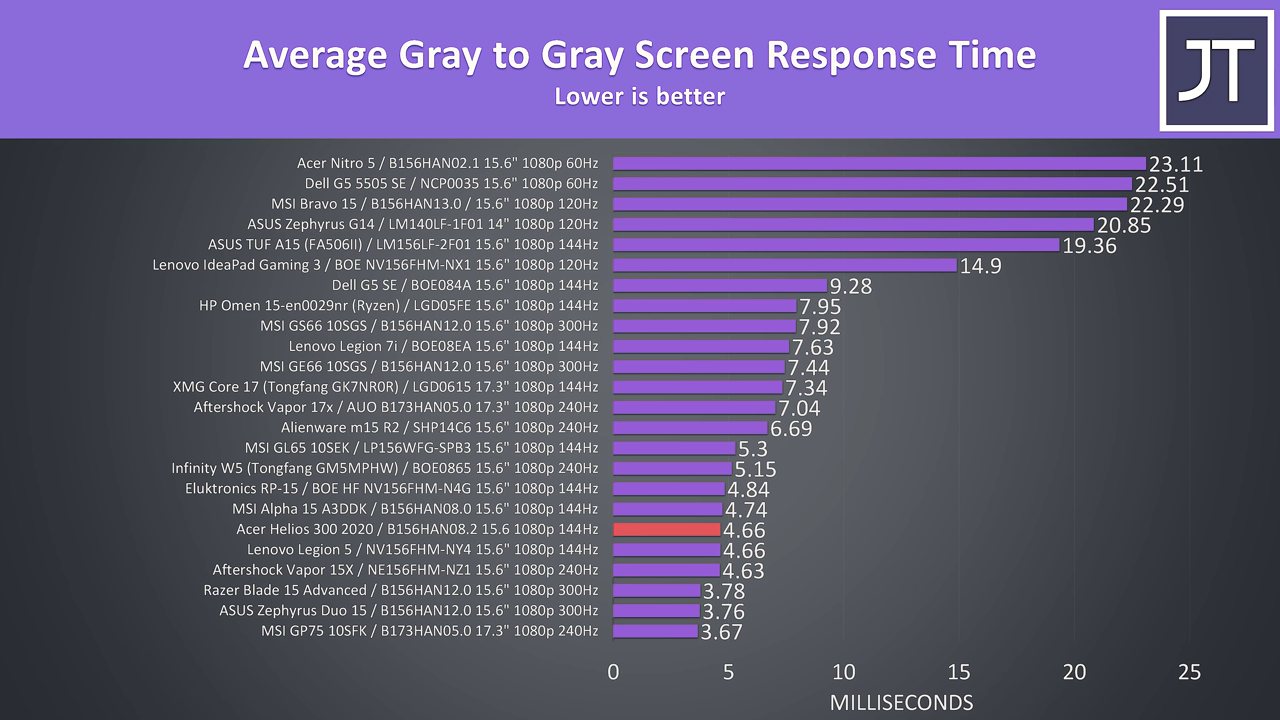 Average Gray to Gray Screen Response Time
JT
Lower is better
Acer Nitro 5 / B156HAN02.1 15.6" 1080p 60Hz 23.11
Dell G5 5505 SE / NCP0035 15.6" 1080p 60Hz 22.51
MSI Bravo 15 / B156HAN13.0 / 15.6" 1080p 120Hz 22.29
ASUS Zephyrus G14 / LM140LF-1F01 14" 1080p 120Hz 20.85
ASUS TUF A15 (FA506II) / LM156LF-2F01 15.6" 1080p 144Hz 19.36
Lenovo IdeaPad Gaming 3 / BOE NV156FHM-NX1 15.6" 1080p 120Hz 14.9
Dell G5 SE / BOE084A 15.6" 1080p 144Hz 9.28
HP Omen 15-en0029nr (Ryzen) / LGD05FE 15.6" 1080p 144Hz 7.95
MSI GS66 10SGS / B156HAN12.0 15.6" 1080p 300Hz 7.92
Lenovo Legion 7i / BOE08EA 15.6" 1080p 144Hz 7.63
MSI GE66 10SGS / B156HAN12.0 15.6" 1080p 300Hz 7.44
XMG Core 17 (Tongfang GK7NR0R) / LGD0615 17.3" 1080p 144Hz 7.34
Aftershock Vapor 17x / AUO B173HAN05.0 17.3" 1080p 240Hz 7.04
Alienware m15 R2 / SHP14C6 15.6" 1080p 240Hz 6.69
MSI GL65 10SEK / LP156WFG-SPB3 15.6" 1080p 144Hz 5.3
Infinity W5 (Tongfang GM5MPHW) / BOE0865 15.6" 1080p 240Hz 5.15
Eluktronics RP-15 / BOE HF NV156FHM-N4G 15.6" 1080p 144Hz 4.84
MSI Alpha 15 A3DDK / B156HAN08.0 15.6" 1080p 144Hz 4.74
Acer Helios 300 2020 / B156HAN08.2 15.6 1080p 144Hz 4.66
Lenovo Legion 5 / NV156FHM-NY4 15.6" 1080p 144Hz 4.66
Aftershock Vapor 15X / NE156FHM-NZ1 15.6" 1080p 240Hz 4.63
Razer Blade 15 Advanced / B156HAN12.0 15.6" 1080p 300Hz 3.78
ASUS Zephyrus Duo 15 / B156HAN12.0 15.6" 1080p 300Hz 3.76
MSI GP75 10SFK / B173HAN05.0 17.3" 1080p 240Hz 3.67
0 5 10 15 20 25
MILLISECONDS